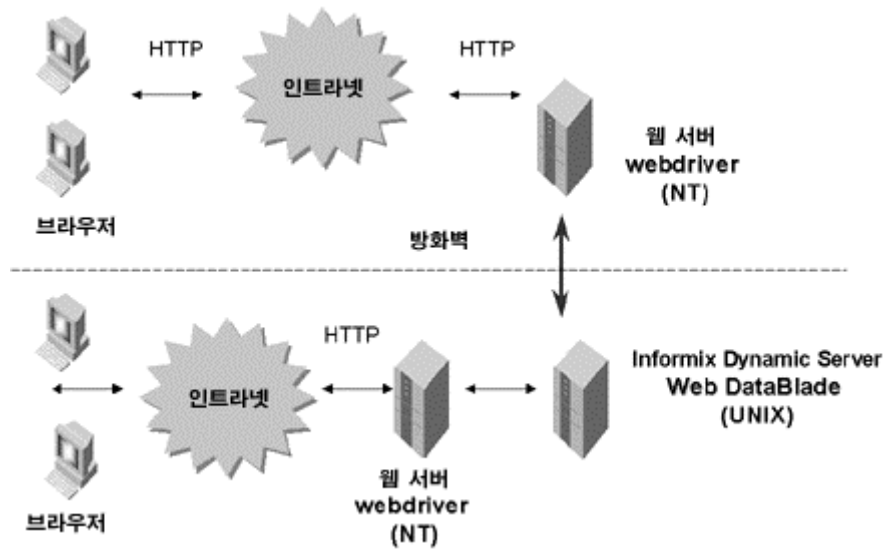 HTTP
HTTP
인트라넷
웹 서버
webdriver
(NT)
브라우저
방화벽
HTTP
인트라넷
Informix Dynamic Server
Web DataBlade
(UNIX)
웹 서버
webdriver
(NT)
브라우저